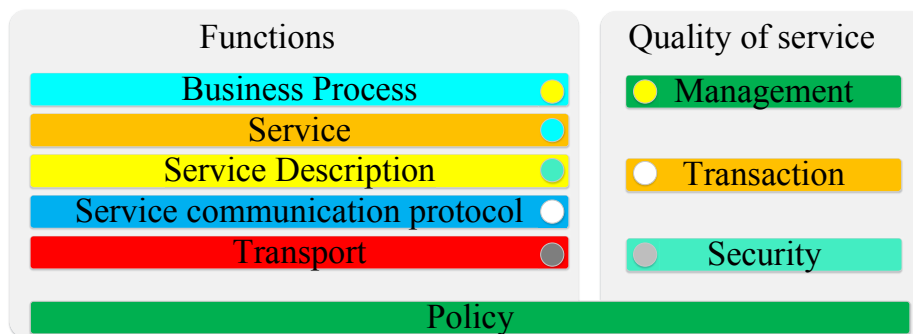 Functions
Business Process
Service
Service Description
Service communication protocol
Transport
Quality of service
Management
Transaction
Security
Policy